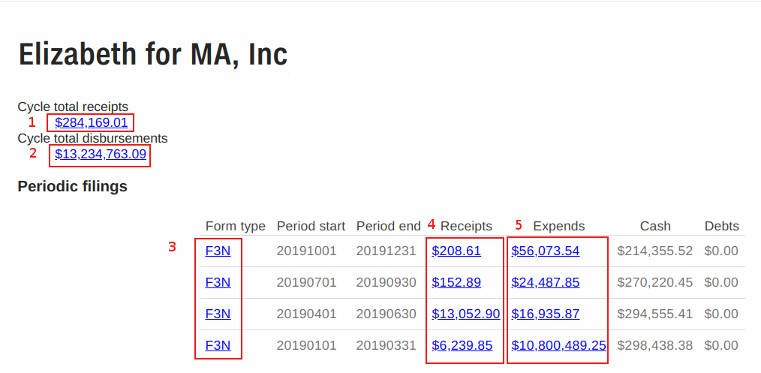 Elizabeth for MA, Inc
Cycle total receipts
1 $284,169.01
Cycle total disbursements
2 $13,234,763.09
Periodic filings
Form type Period start Period end 4 Receipts 5 Expends Cash Debts
3 F3N 20191001 20191231 $208.61 $56,073.54 $214,355.52 $0.00
F3N 20190701 20190930 $152.89 $24,487.85 $270,220.45 $0.00
F3N 20190401 20190630 $13,052.90 $16,935.87 $294,555.41 $0.00
F3N 20190101 20190331 $6,239.85 $10,800,489.25 $298,438.38 $0.00